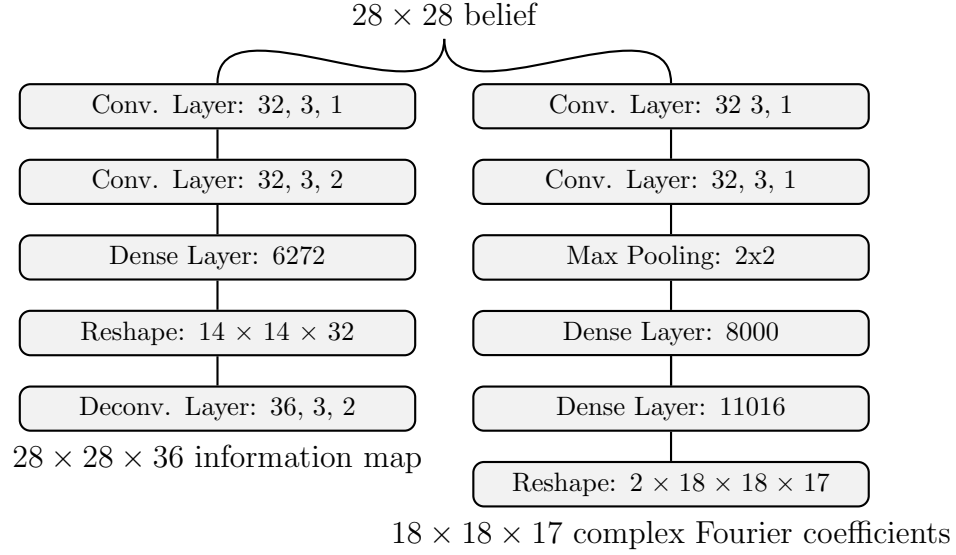 28 × 28 belief
Conv. Layer: 32, 3, 1
Conv. Layer: 32, 3, 2
Dense Layer: 6272
Reshape: 14 × 14 × 32
Deconv. Layer: 36, 3, 2
28 × 28 × 36 information map
Conv. Layer: 32 3, 1
Conv. Layer: 32, 3, 1
Max Pooling: 2x2
Dense Layer: 8000
Dense Layer: 11016
Reshape: 2 × 18 × 18 × 17
18 × 18 × 17 complex Fourier coefficients